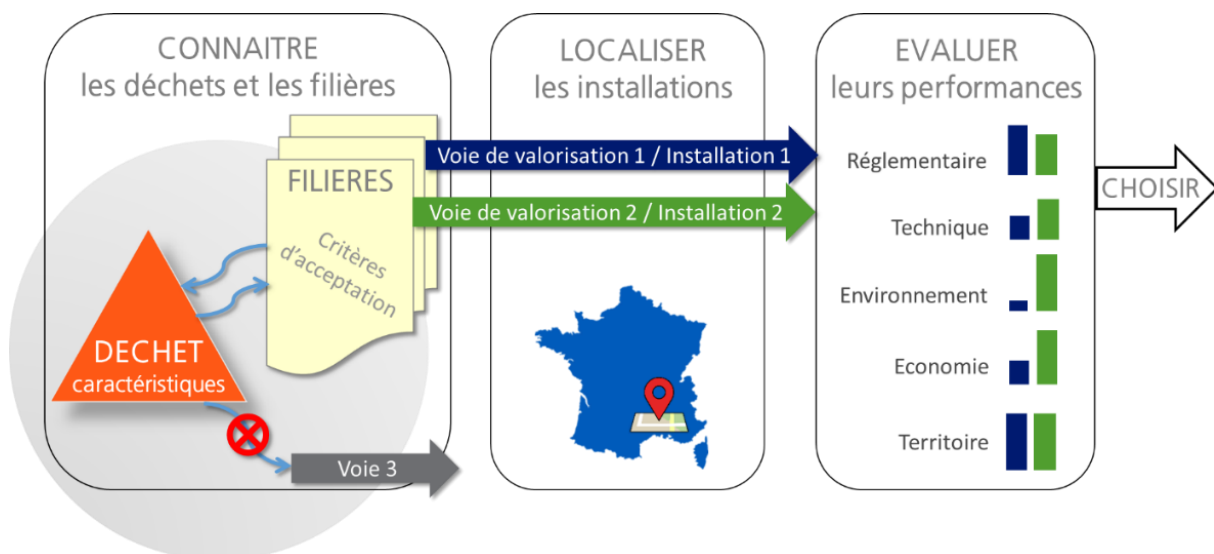 CONNAITRE
les déchets et les filières
FILIERES
Critères
d'acceptation
DECHET
caractéristiques
Voie 3
LOCALISER
les installations
Voie de valorisation 1 / Installation 1
Voie de valorisation 2 / Installation 2
EVALUER
leurs performances
Réglementaire
Technique
Environnement
Economie
Territoire
CHOISIR